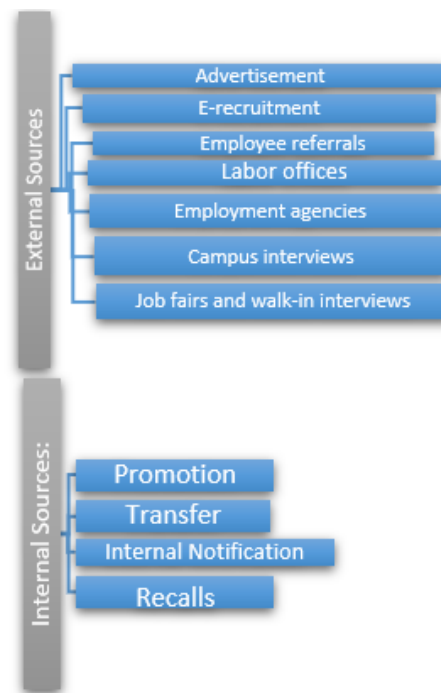 External Sources
Advertisement
E-recruitment
Employee referrals
Labor offices
Employment agencies
Campus interviews
Job fairs and walk-in interviews
Internal Sources:
Promotion
Transfer
Internal Notification
Recalls